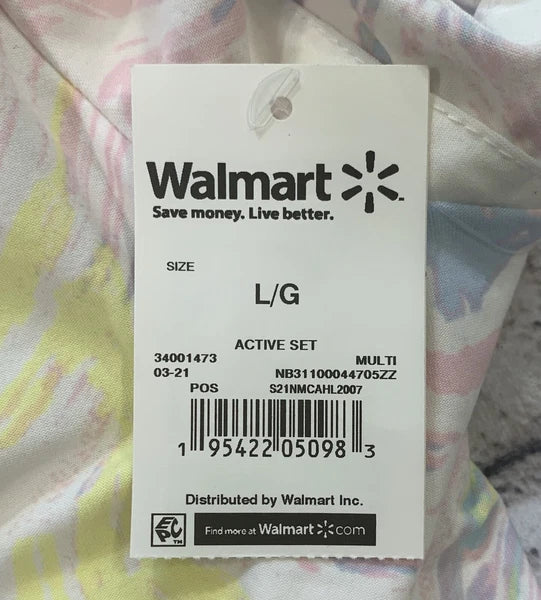 Walmart
Save money. Live better.
SIZE
L/G
ACTIVE SET
34001473 MULTI
03-21 NB31100044705ZZ
POS S21NMCAHL2007
1 95422 05098 3
Distributed by Walmart Inc.
EPC TM Find more at Walmart com